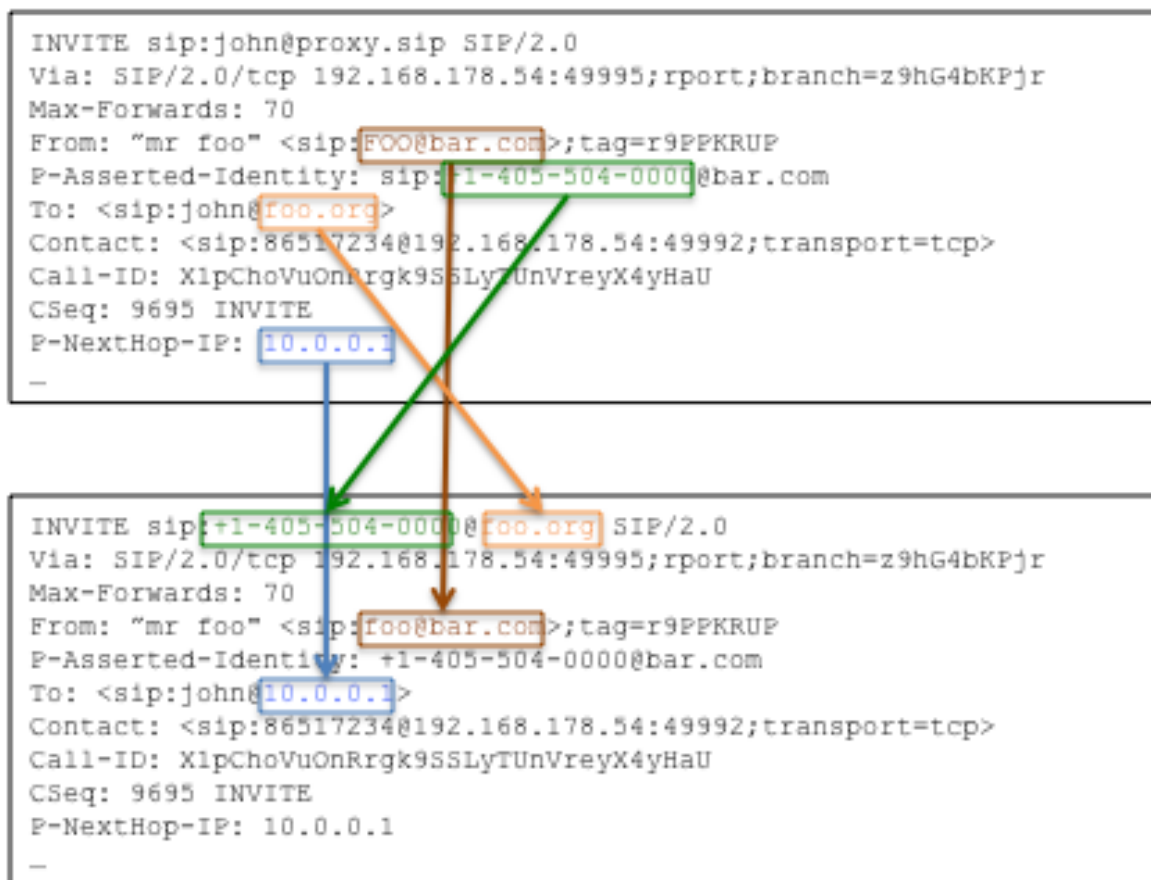 INVITE sip:john@proxy.sip SIP/2.0
Via: SIP/2.0/tcp 192.168.178.54:49995;rport;branch=z9hG4bKPjr
Max-Forwards: 70
From: "mr foo" <sip:FOO@bar.com>;tag=r9PPKRUP
P-Asserted-Identity: sip:+1-405-504-0000@bar.com
To: <sip:john@foo.org>
Contact: <sip:86517234@192.168.178.54:49992;transport=tcp>
Call-ID: X1pChoVuOnRrgk9SSLyTUnVreyX4yHaU
CSeq: 9695 INVITE
P-NextHop-IP: 10.0.0.1
_
INVITE sip:+1-405-504-0000@foo.org SIP/2.0
Via: SIP/2.0/tcp 192.168.178.54:49995;rport;branch=z9hG4bKPjr
Max-Forwards: 70
From: "mr foo" <sip:foo@bar.com>;tag=r9PPKRUP
P-Asserted-Identity: +1-405-504-0000@bar.com
To: <sip:john@10.0.0.1>
Contact: <sip:86517234@192.168.178.54:49992;transport=tcp>
Call-ID: X1pChoVuOnRrgk9SSLyTUnVreyX4yHaU
CSeq: 9695 INVITE
P-NextHop-IP: 10.0.0.1
_